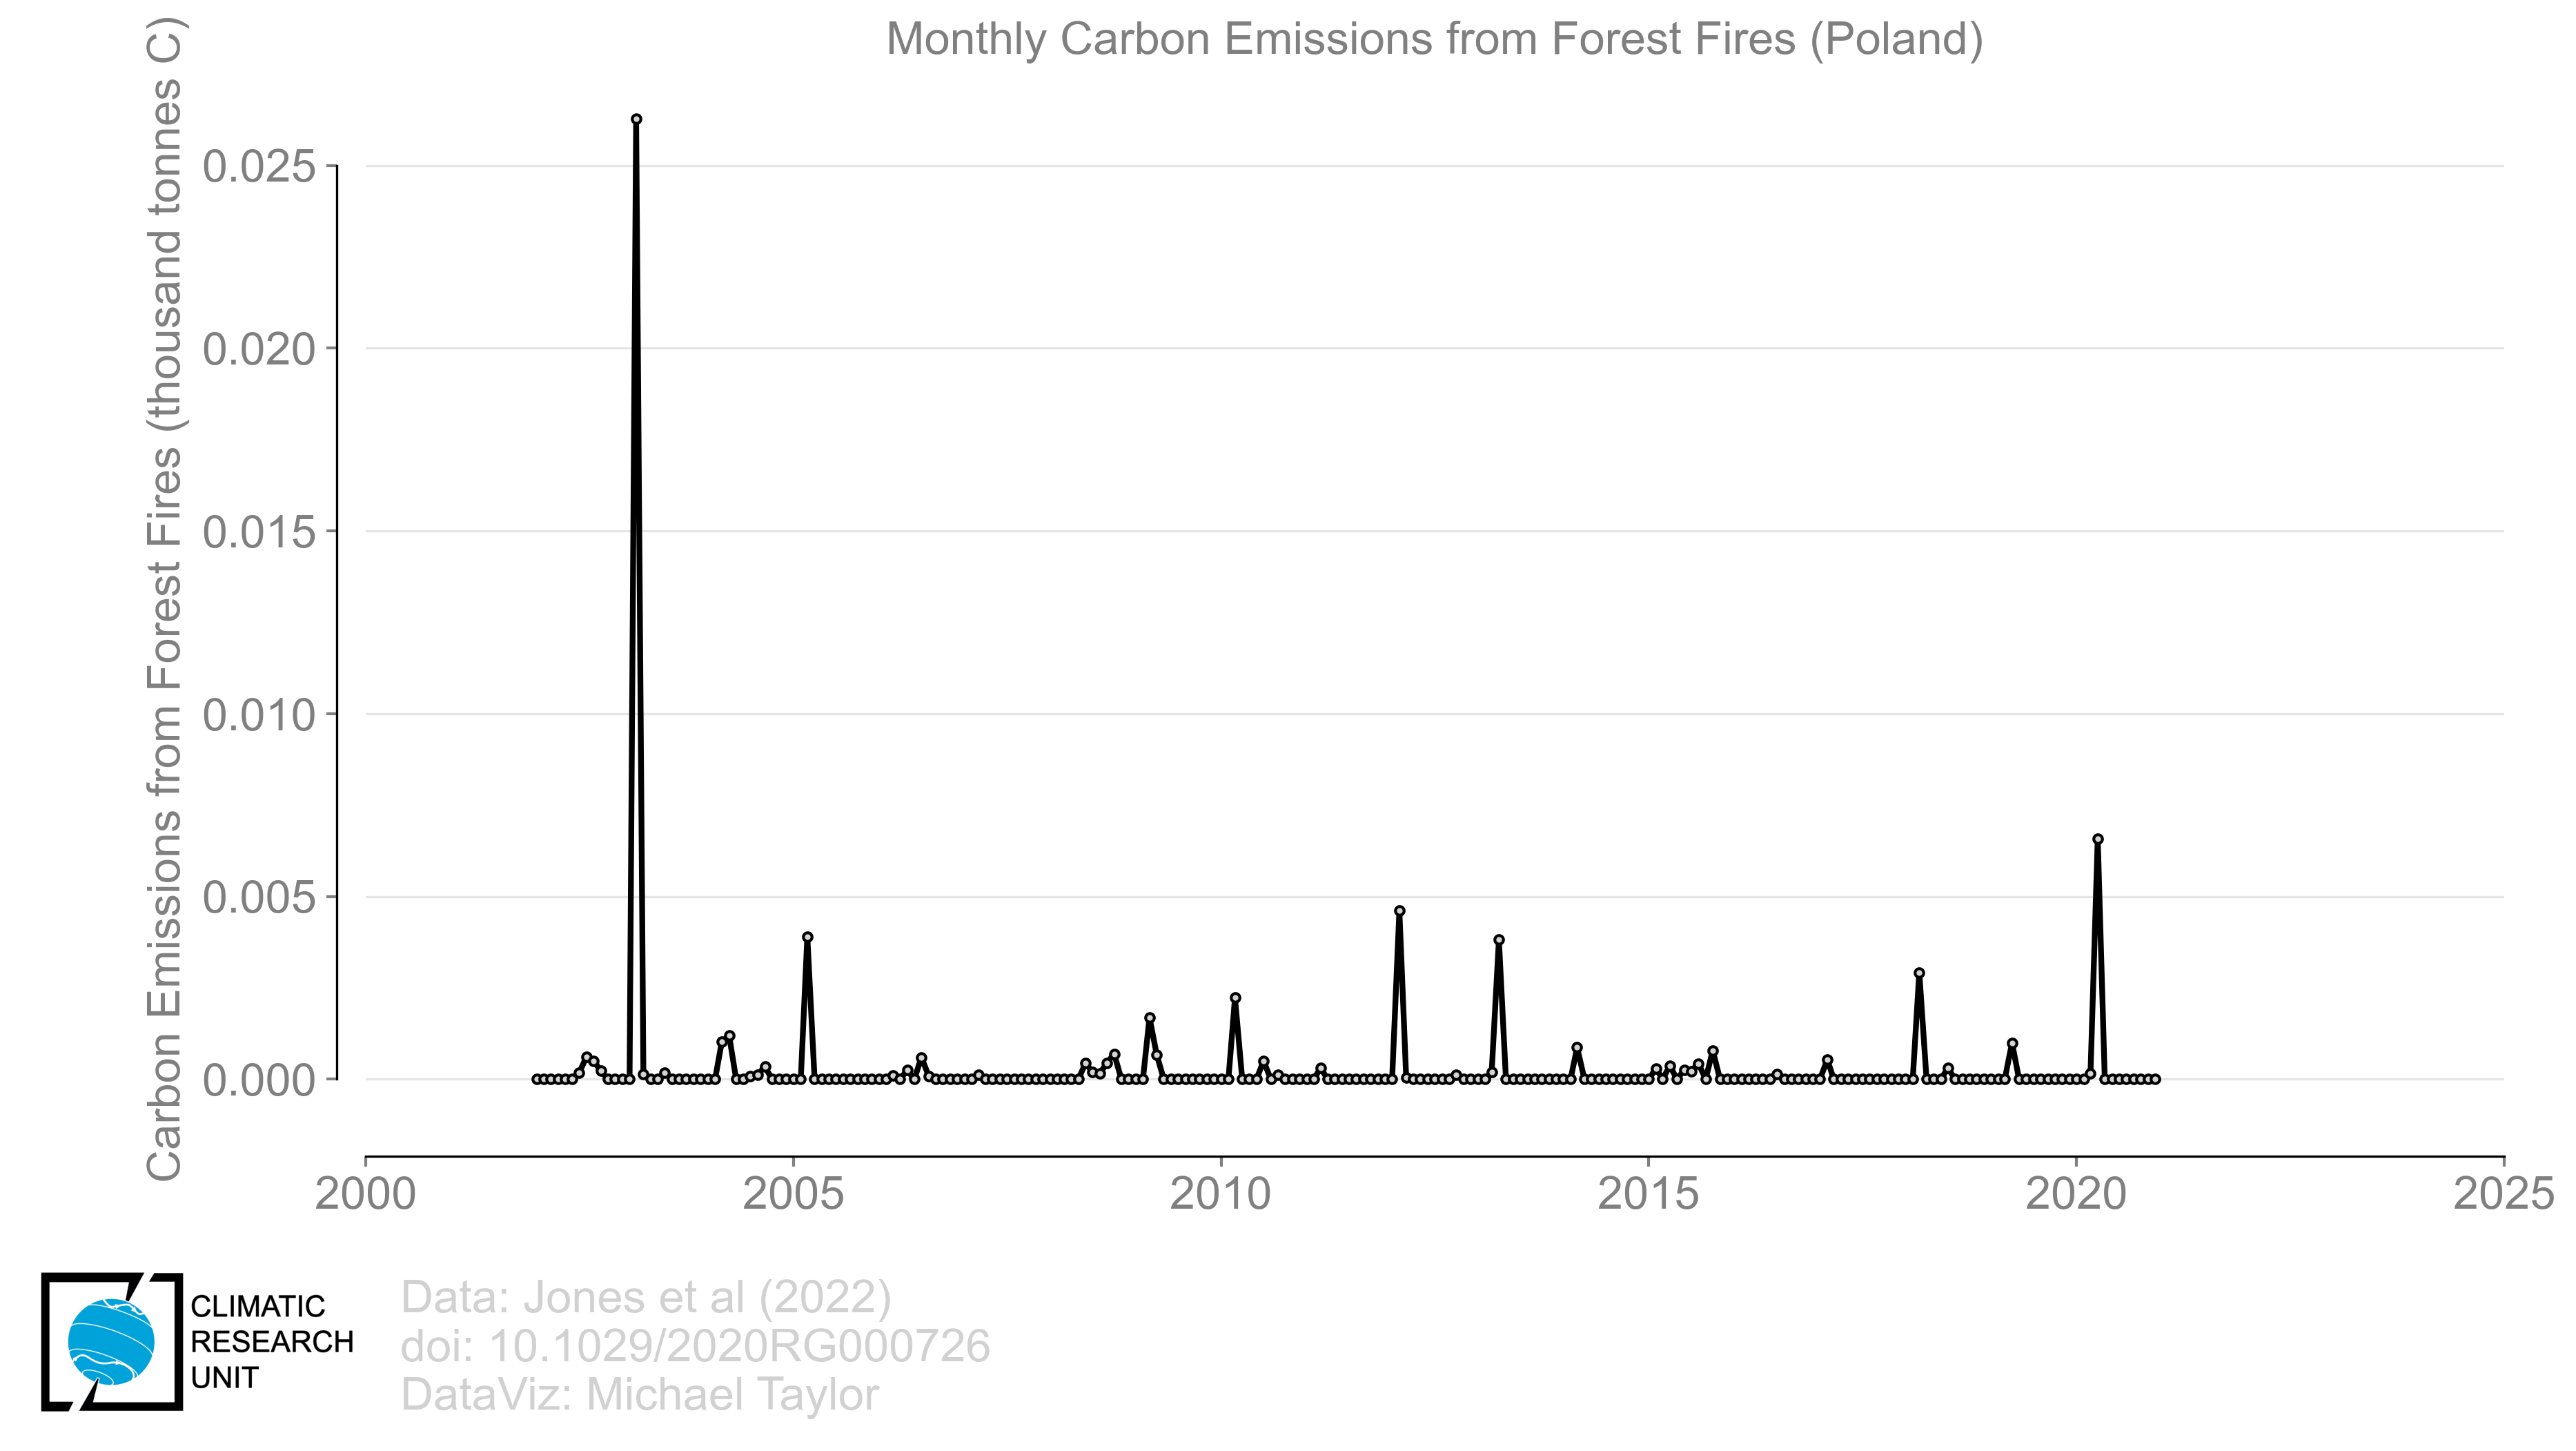 Monthly Carbon Emissions from Forest Fires (Poland)
Carbon Emissions from Forest Fires (thousand tonnes C)
0.025
0.020
0.015
0.010
0.005
0.000
2000
2005
2010
2015
2020
2025
CLIMATIC
RESEARCH
UNIT
Data: Jones et al (2022)
doi: 10.1029/2020RG000726
DataViz: Michael Taylor